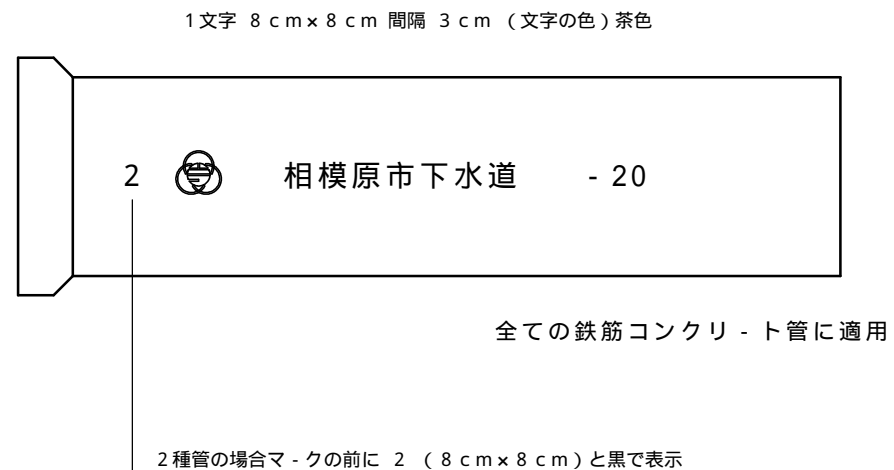 1文字 8cm×8cm 間隔 3cm (文字の色)茶色
2 相模原市下水道 - 20
全ての鉄筋コンクリ-ト管に適用
2種管の場合マ-クの前に 2 (8cm×8cm)と黒で表示